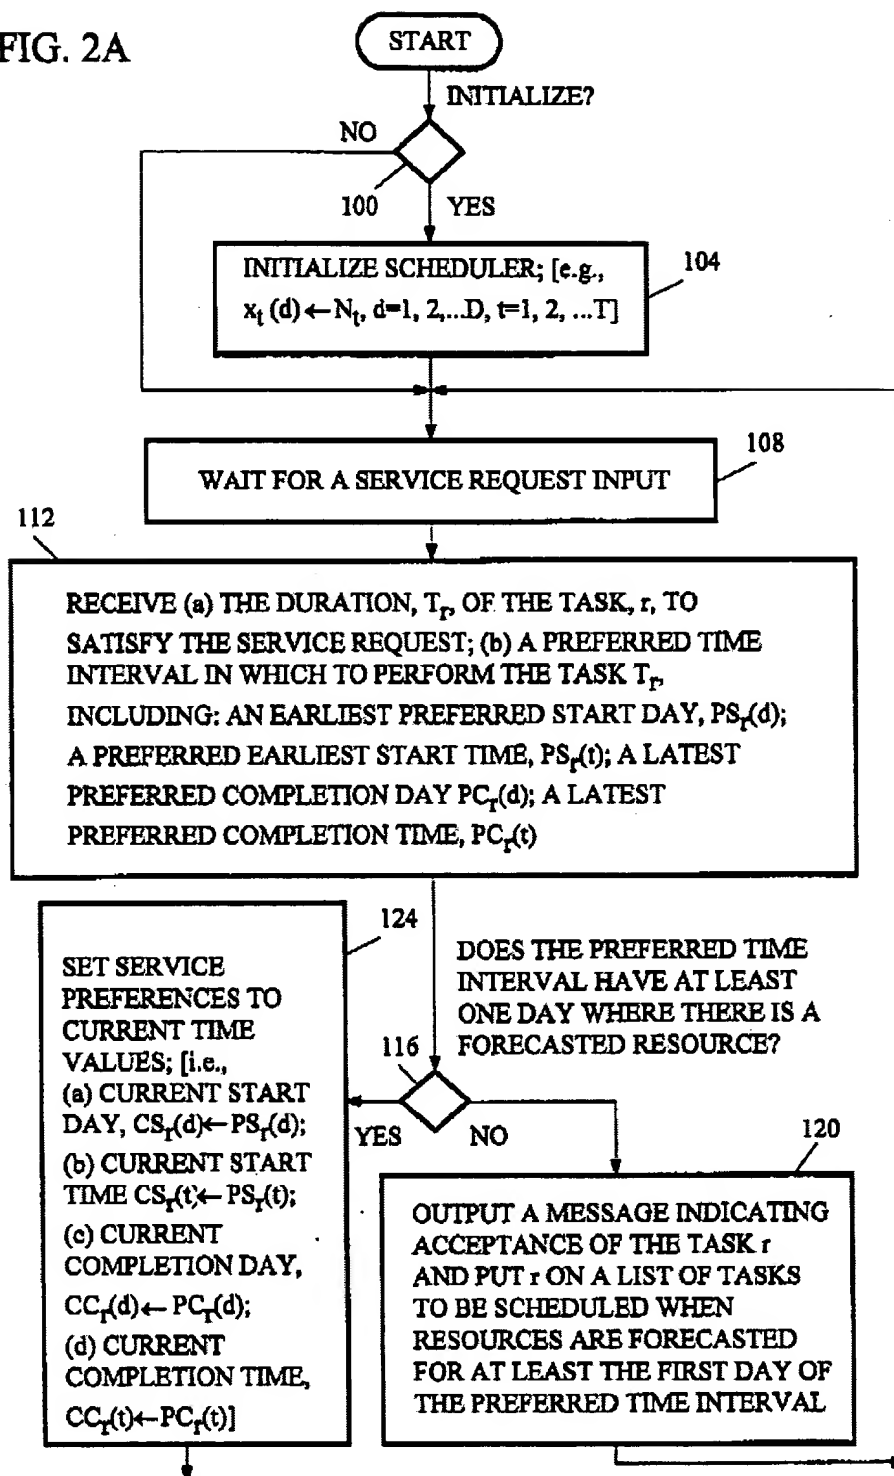 FIG. 2A
START
INITIALIZE?
NO
100
YES
INITIALIZE SCHEDULER; [e.g.,
x_t (d) ← N_t, d=1, 2,...D, t=1, 2, ...T]
104
108
WAIT FOR A SERVICE REQUEST INPUT
112
RECEIVE (a) THE DURATION, T_r, OF THE TASK, r, TO
SATISFY THE SERVICE REQUEST; (b) A PREFERRED TIME
INTERVAL IN WHICH TO PERFORM THE TASK T_r,
INCLUDING: AN EARLIEST PREFERRED START DAY, PS_r(d);
A PREFERRED EARLIEST START TIME, PS_r(t); A LATEST
PREFERRED COMPLETION DAY PC_r(d); A LATEST
PREFERRED COMPLETION TIME, PC_r(t)
124
SET SERVICE
PREFERENCES TO
CURRENT TIME
VALUES; [i.e.,
(a) CURRENT START
DAY, CS_r(d)←PS_r(d);
(b) CURRENT START
TIME CS_r(t)←PS_r(t);
(c) CURRENT
COMPLETION DAY,
CC_r(d)←PC_r(d);
(d) CURRENT
COMPLETION TIME,
CC_r(t)←PC_r(t)]
DOES THE PREFERRED TIME
INTERVAL HAVE AT LEAST
ONE DAY WHERE THERE IS A
FORECASTED RESOURCE?
116
YES
NO
120
OUTPUT A MESSAGE INDICATING
ACCEPTANCE OF THE TASK r
AND PUT r ON A LIST OF TASKS
TO BE SCHEDULED WHEN
RESOURCES ARE FORECASTED
FOR AT LEAST THE FIRST DAY OF
THE PREFERRED TIME INTERVAL